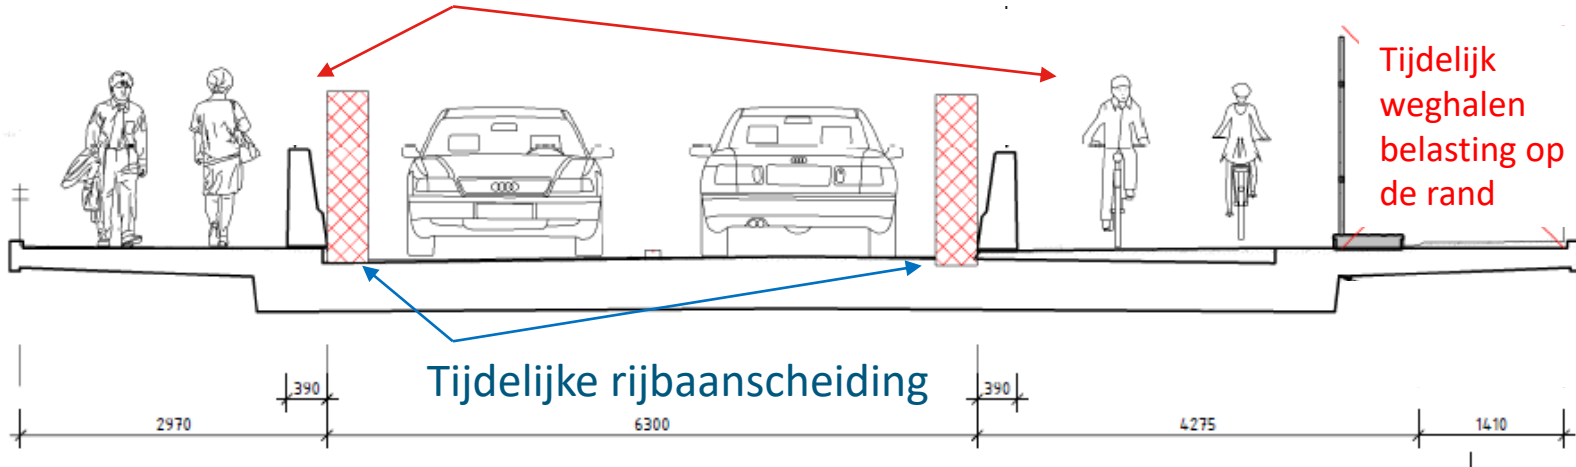 Tijdelijk
weghalen
belasting op
de rand
Tijdelijke rijbaanscheiding
390
390
2970
6300
4275
1410